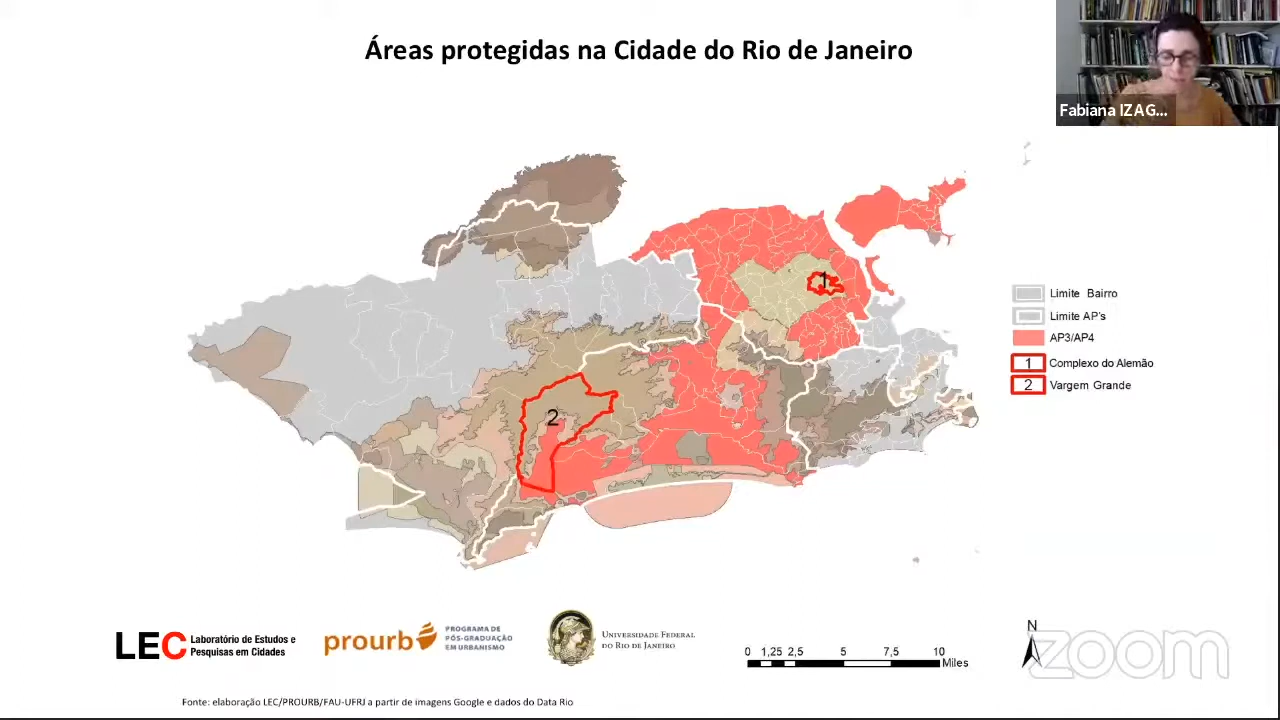 Áreas protegidas na Cidade do Rio de Janeiro
Fabiana IZAG...
1
2
Limite Bairro
Limite AP's
AP3/AP4
1 Complexo do Alemão
2 Vargem Grande
LEC Laboratório de Estudos e
Pesquisas em Cidades
prourb
PROGRAMA DE
PÓS-GRADUAÇÃO
EM URBANISMO
UNIVERSIDADE FEDERAL
DO RIO DE JANEIRO
0 1,25 2,5 5 7,5 10
Miles
N
zoom
Fonte: elaboração LEC/PROURB/FAU-UFRJ a partir de imagens Google e dados do Data Rio